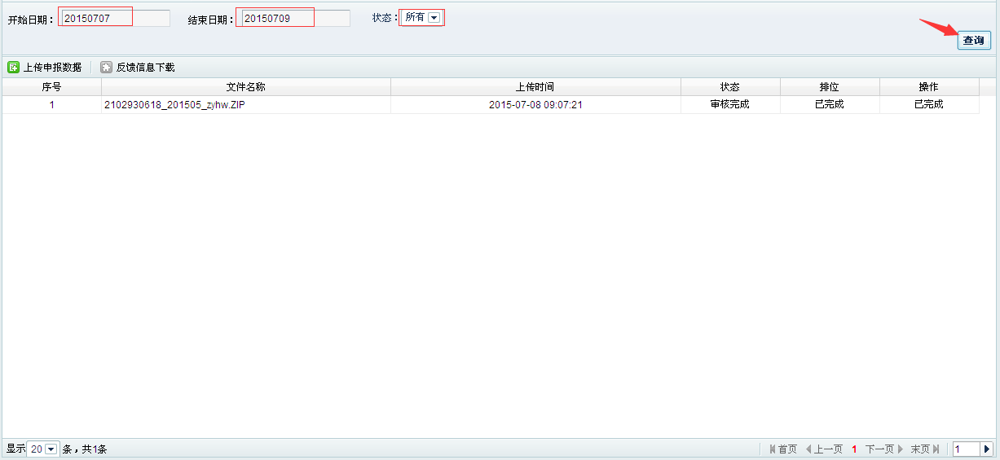 开始日期： 20150707 结束日期： 20150709 状态： 所有
查询
上传申报数据 反馈信息下载
序号 文件名称 上传时间 状态 排位 操作
1 2102930618_201505_zyhw.ZIP 2015-07-08 09:07:21 审核完成 已完成 已完成
显示 20 条，共1条 首页 上一页 1 下一页 末页 1